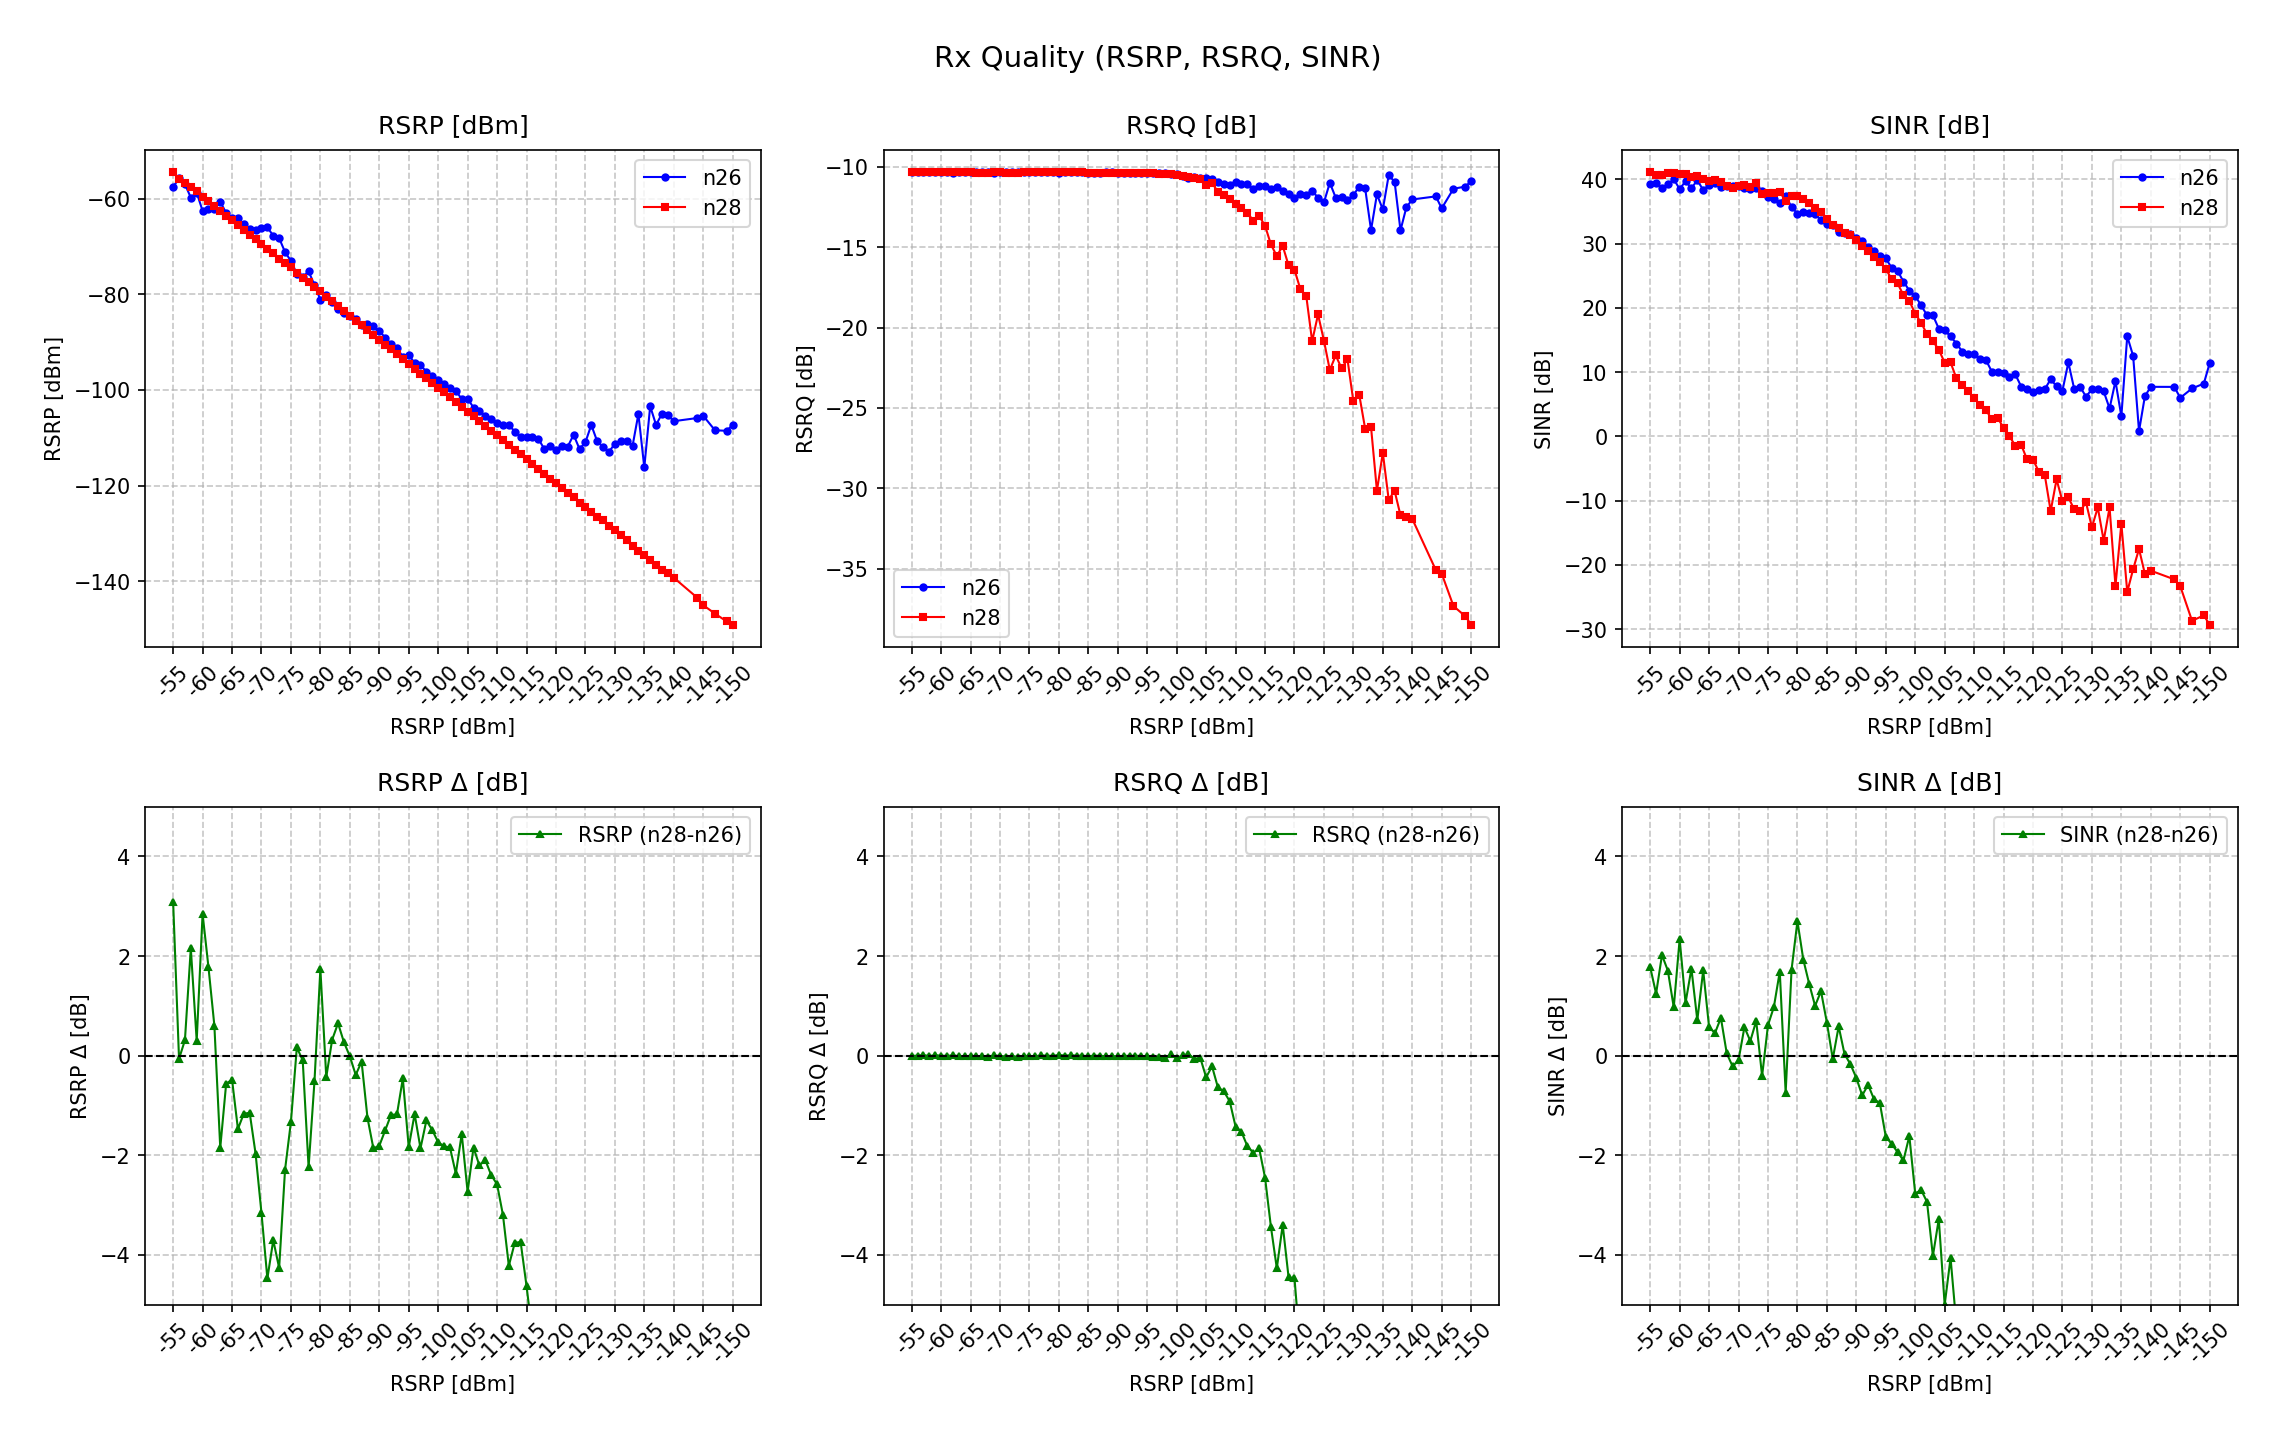 Rx Quality (RSRP, RSRQ, SINR)
RSRP [dBm]
RSRP [dBm]
−60
−80
−100
−120
−140
n26
n28
-55 -60 -65 -70 -75 -80 -85 -90 -95 -100 -105 -110 -115 -120 -125 -130 -135 -140 -145 -150
RSRP [dBm]
RSRQ [dB]
RSRQ [dB]
−10
−15
−20
−25
−30
−35
n26
n28
-55 -60 -65 -70 -75 -80 -85 -90 -95 -100 -105 -110 -115 -120 -125 -130 -135 -140 -145 -150
RSRP [dBm]
SINR [dB]
SINR [dB]
40
30
20
10
0
−10
−20
−30
n26
n28
-55 -60 -65 -70 -75 -80 -85 -90 -95 -100 -105 -110 -115 -120 -125 -130 -135 -140 -145 -150
RSRP [dBm]
RSRP Δ [dB]
RSRP Δ [dB]
4
2
0
−2
−4
RSRP (n28-n26)
-55 -60 -65 -70 -75 -80 -85 -90 -95 -100 -105 -110 -115 -120 -125 -130 -135 -140 -145 -150
RSRP [dBm]
RSRQ Δ [dB]
RSRQ Δ [dB]
4
2
0
−2
−4
RSRQ (n28-n26)
-55 -60 -65 -70 -75 -80 -85 -90 -95 -100 -105 -110 -115 -120 -125 -130 -135 -140 -145 -150
RSRP [dBm]
SINR Δ [dB]
SINR Δ [dB]
4
2
0
−2
−4
SINR (n28-n26)
-55 -60 -65 -70 -75 -80 -85 -90 -95 -100 -105 -110 -115 -120 -125 -130 -135 -140 -145 -150
RSRP [dBm]